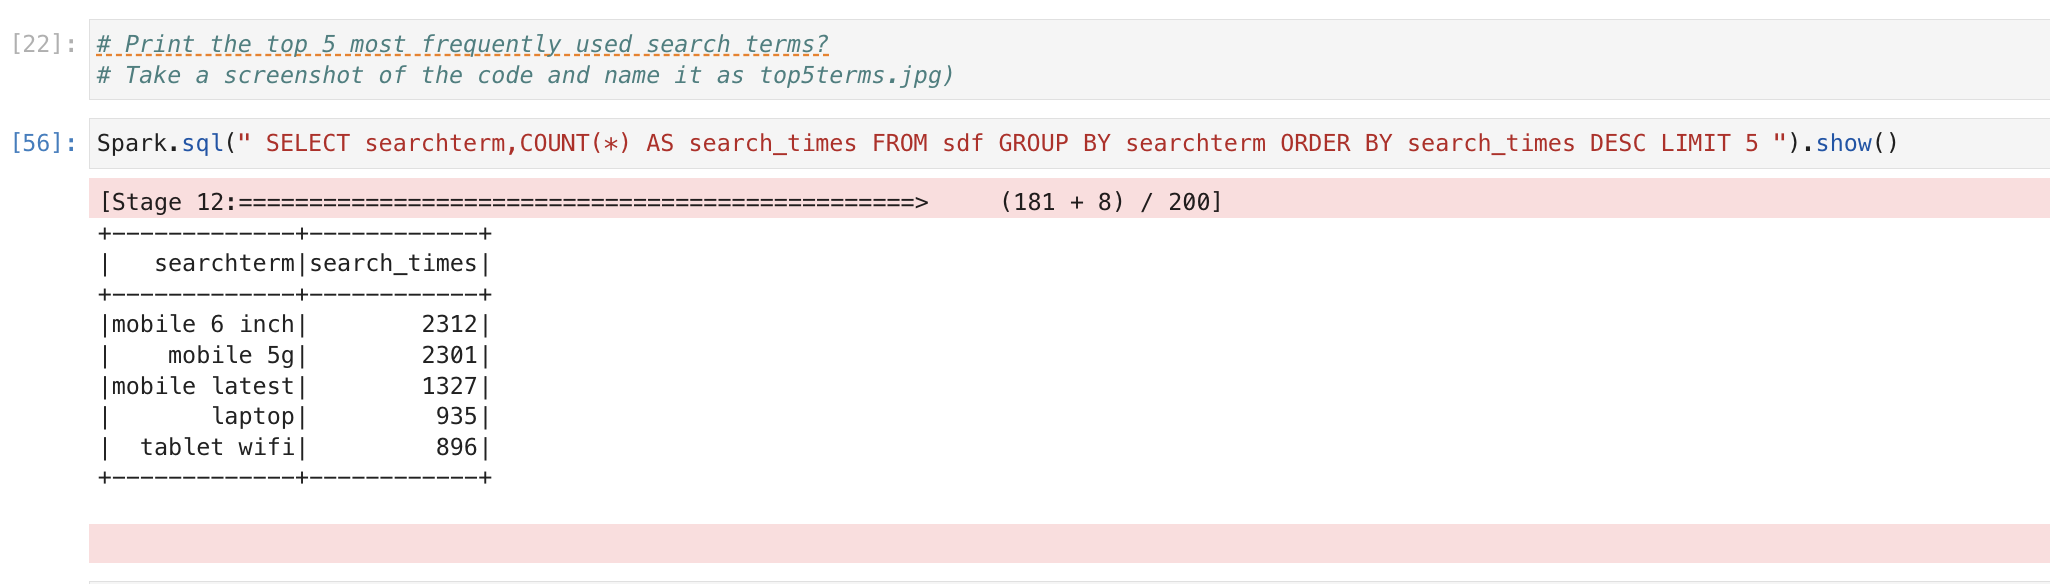 [22]: # Print the top 5 most frequently used search terms?
# Take a screenshot of the code and name it as top5terms.jpg)
[56]: Spark.sql(" SELECT searchterm,COUNT(*) AS search_times FROM sdf GROUP BY searchterm ORDER BY search_times DESC LIMIT 5 ").show()
[Stage 12:================================================>     (181 + 8) / 200]
+-------------+------------+
|   searchterm|search_times|
+-------------+------------+
|mobile 6 inch|        2312|
|    mobile 5g|        2301|
|mobile latest|        1327|
|       laptop|         935|
|  tablet wifi|         896|
+-------------+------------+